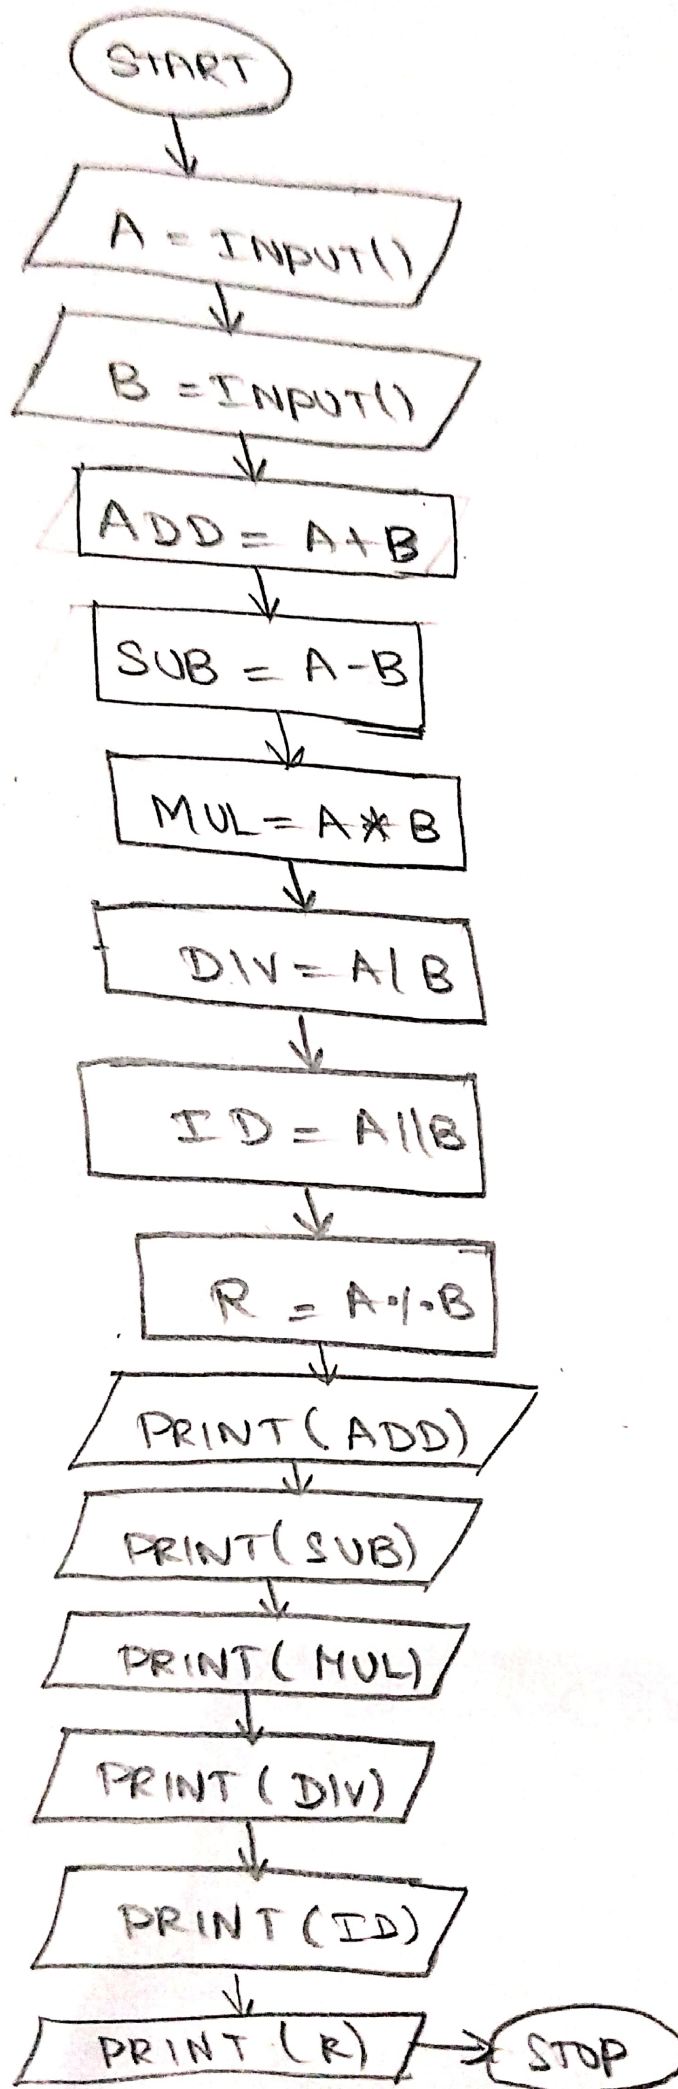 START
A = INPUT()
B = INPUT()
ADD = A+B
SUB = A-B
MUL = A * B
DIV = A/B
ID = A//B
R = A%B
PRINT(ADD)
PRINT(SUB)
PRINT(MUL)
PRINT(DIV)
PRINT(ID)
PRINT(R)
STOP